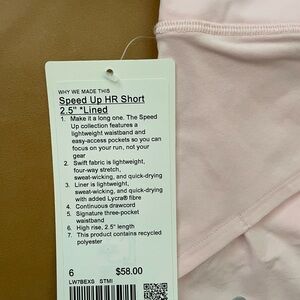 WHY WE MADE THIS
Speed Up HR Short
2.5" *Lined
1. Make it a long one. The Speed
Up collection features a
lightweight waistband and
easy-access pockets so you can
focus on your run, not your
gear
2. Swift fabric is lightweight,
four-way stretch,
sweat-wicking, and quick-drying
3. Liner is lightweight,
sweat-wicking, and quick-drying
with added Lycra® fibre
4. Continuous drawcord
5. Signature three-pocket
waistband
6. High rise, 2.5" length
7. This product contains recycled
polyester
6 $58.00
LW7BEXS STMI